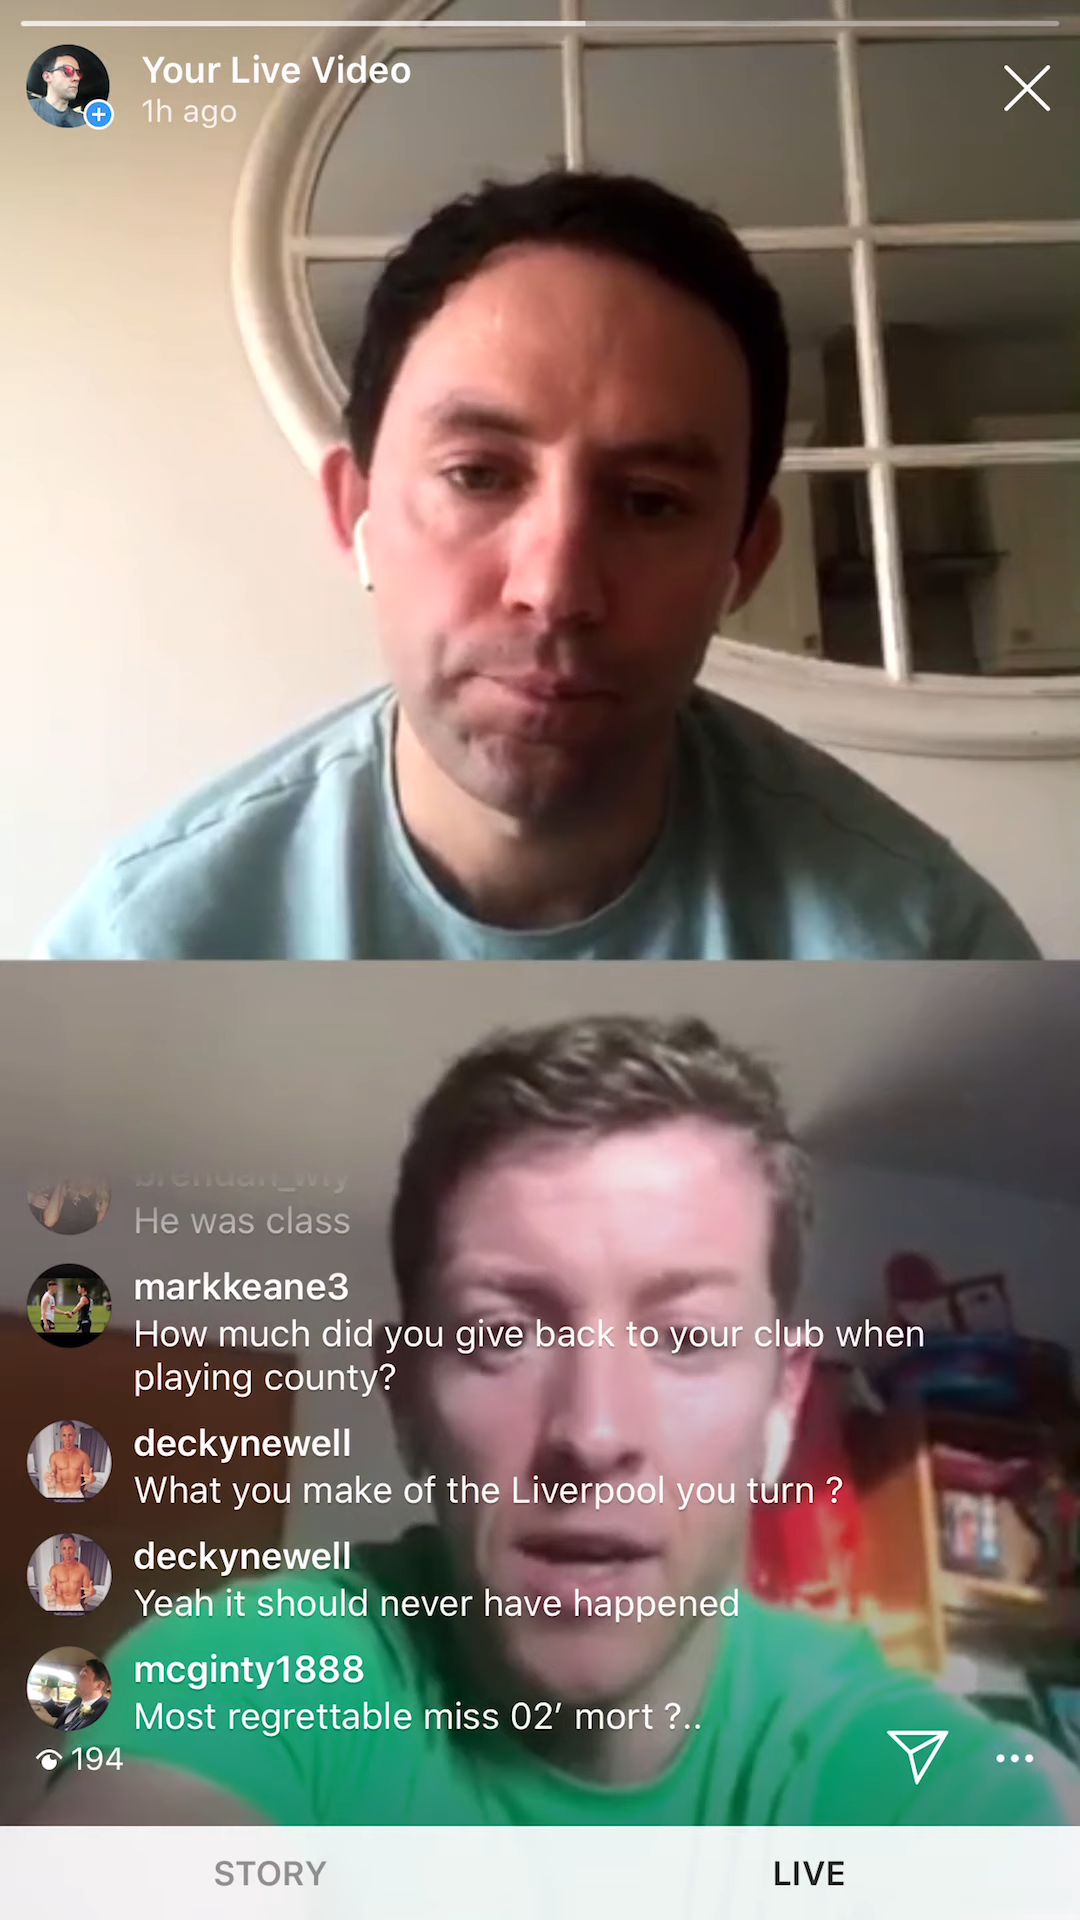 Your Live Video
1h ago
He was class
markkeane3
How much did you give back to your club when
playing county?
deckynewell
What you make of the Liverpool you turn ?
deckynewell
Yeah it should never have happened
mcginty1888
Most regrettable miss 02’ mort ?..
194
STORY
LIVE